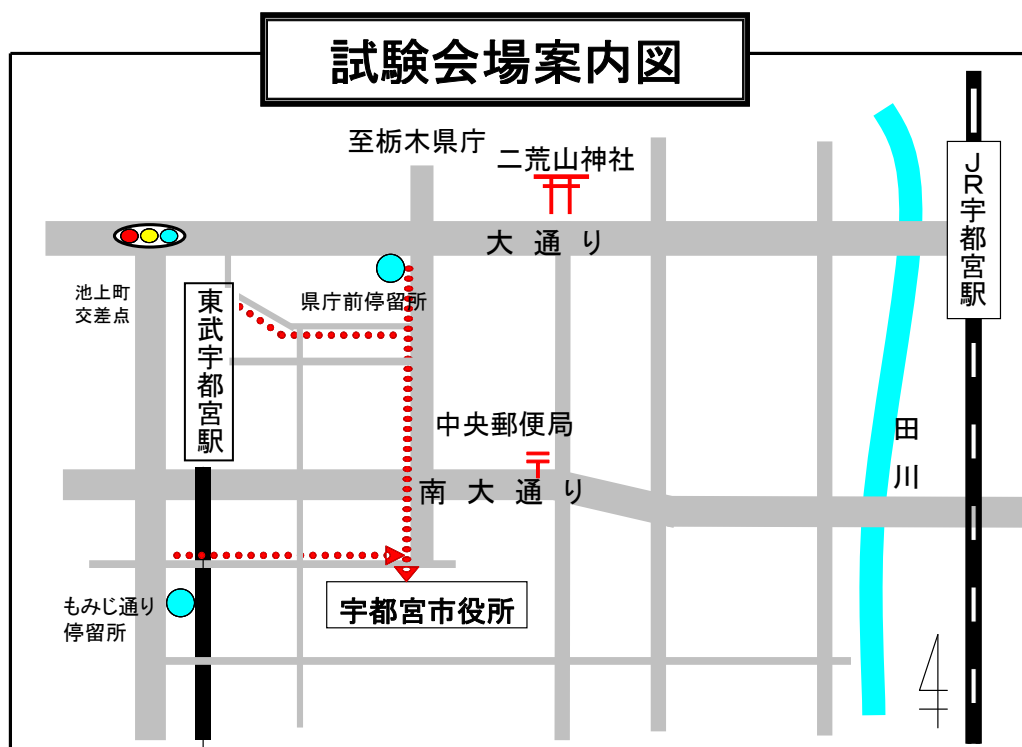 試験会場案内図
至栃木県庁
二荒山神社
大通り
JR宇都宮駅
池上町
交差点
県庁前停留所
東武宇都宮駅
中央郵便局
田川
南大通り
もみじ通り
停留所
宇都宮市役所